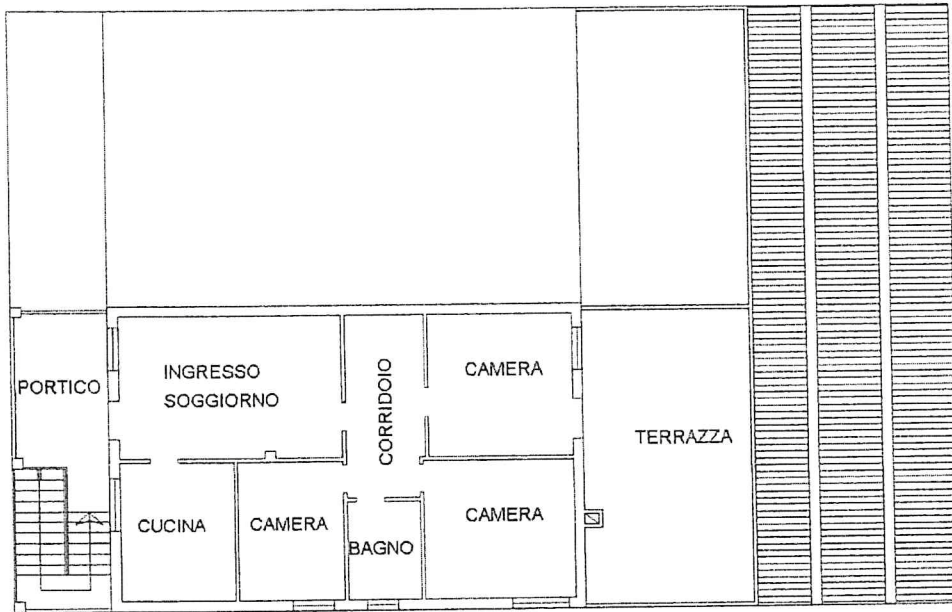 PORTICO
INGRESSO
SOGGIORNO
CORRIDOIO
CAMERA
TERRAZZA
CUCINA
CAMERA
BAGNO
CAMERA